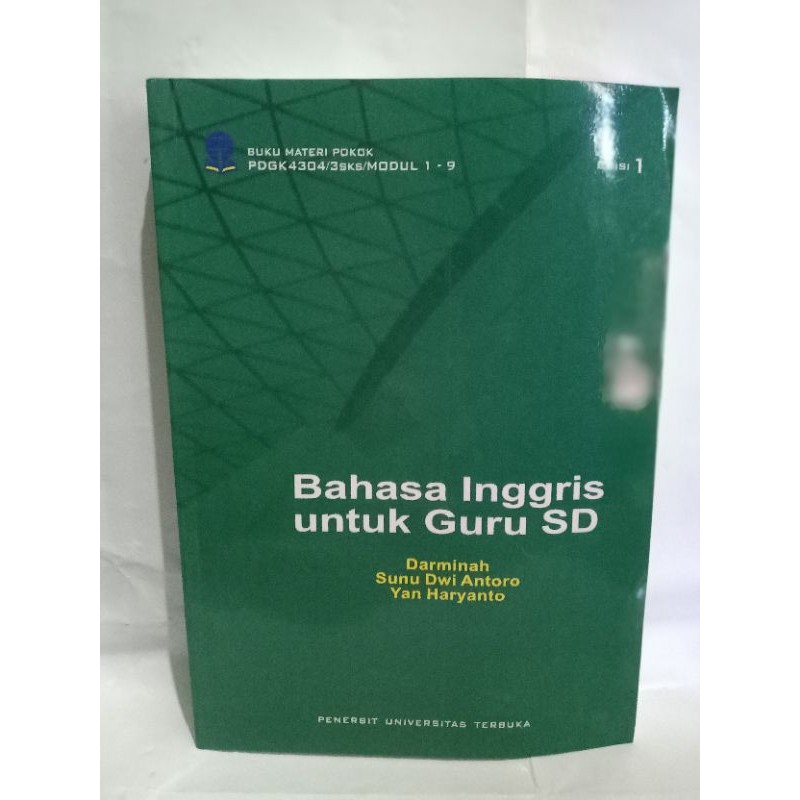 BUKU MATERI POKOK
PDGK4304/3sks/MODUL 1 - 9
1
Bahasa Inggris
untuk Guru SD
Darminah
Sunu Dwi Antoro
Yan Haryanto
PENERBIT UNIVERSITAS TERBUKA